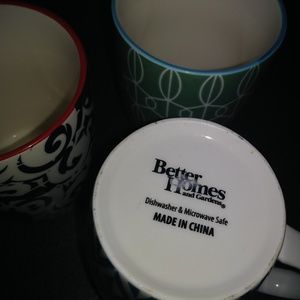 Better
Homes
and Gardens®
Dishwasher & Microwave Safe
MADE IN CHINA